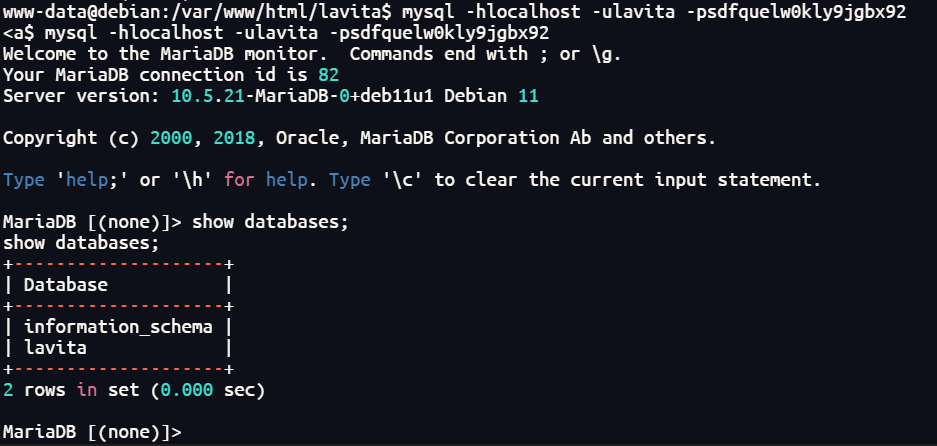 www-data@debian:/var/www/html/lavita$ mysql -hlocalhost -ulavita -psdfquelw0kly9jgbx92
<a$ mysql -hlocalhost -ulavita -psdfquelw0kly9jgbx92
Welcome to the MariaDB monitor.  Commands end with ; or \g.
Your MariaDB connection id is 82
Server version: 10.5.21-MariaDB-0+deb11u1 Debian 11

Copyright (c) 2000, 2018, Oracle, MariaDB Corporation Ab and others.

Type 'help;' or '\h' for help. Type '\c' to clear the current input statement.

MariaDB [(none)]> show databases;
show databases;
+--------------------+
| Database           |
+--------------------+
| information_schema |
| lavita             |
+--------------------+
2 rows in set (0.000 sec)

MariaDB [(none)]>